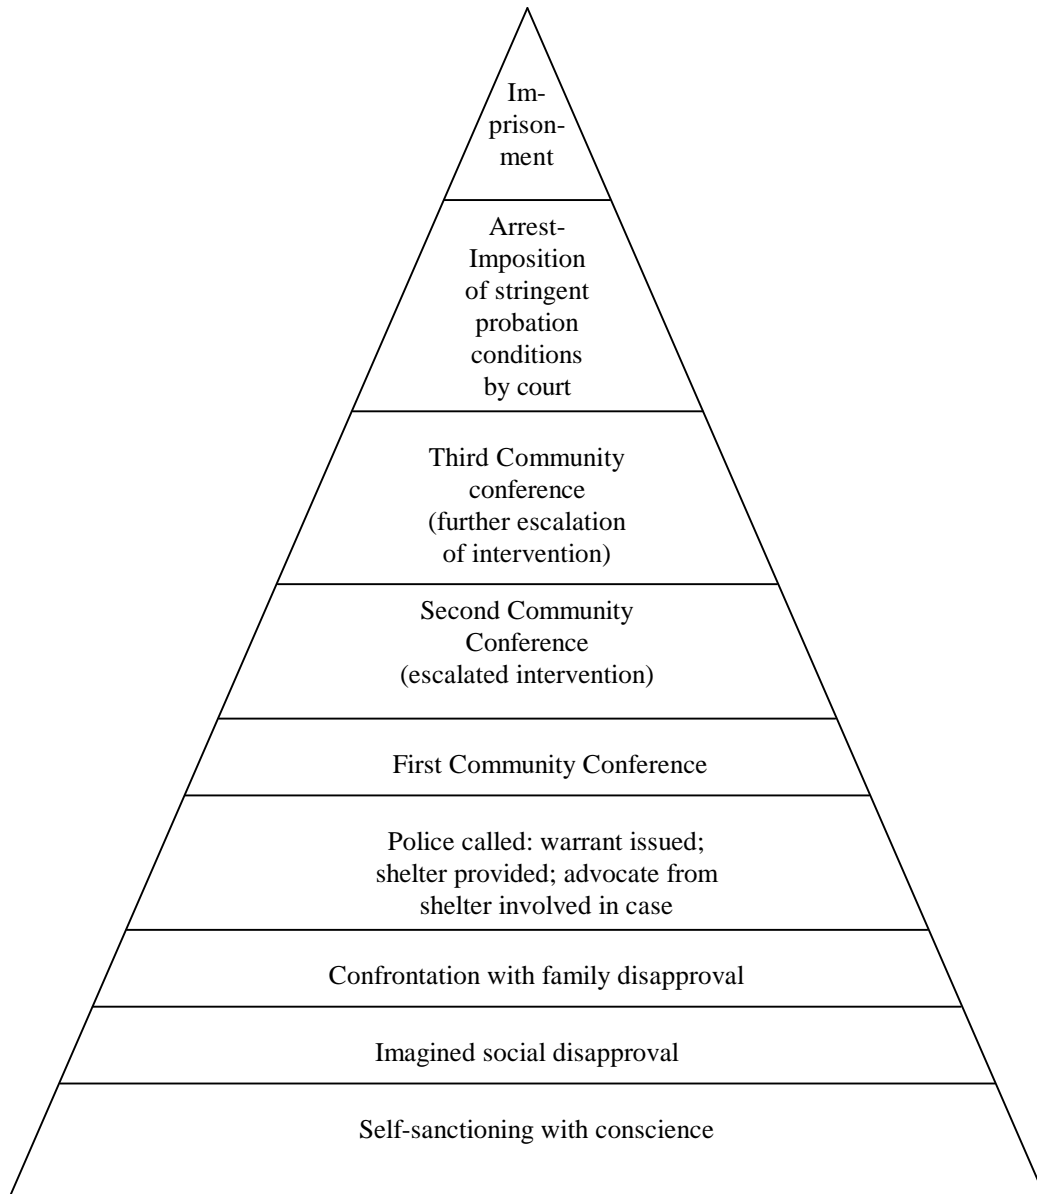 Im-
prison-
ment
Arrest-
Imposition
of stringent
probation
conditions
by court
Third Community
conference
(further escalation
of intervention)
Second Community
Conference
(escalated intervention)
First Community Conference
Police called: warrant issued;
shelter provided; advocate from
shelter involved in case
Confrontation with family disapproval
Imagined social disapproval
Self-sanctioning with conscience